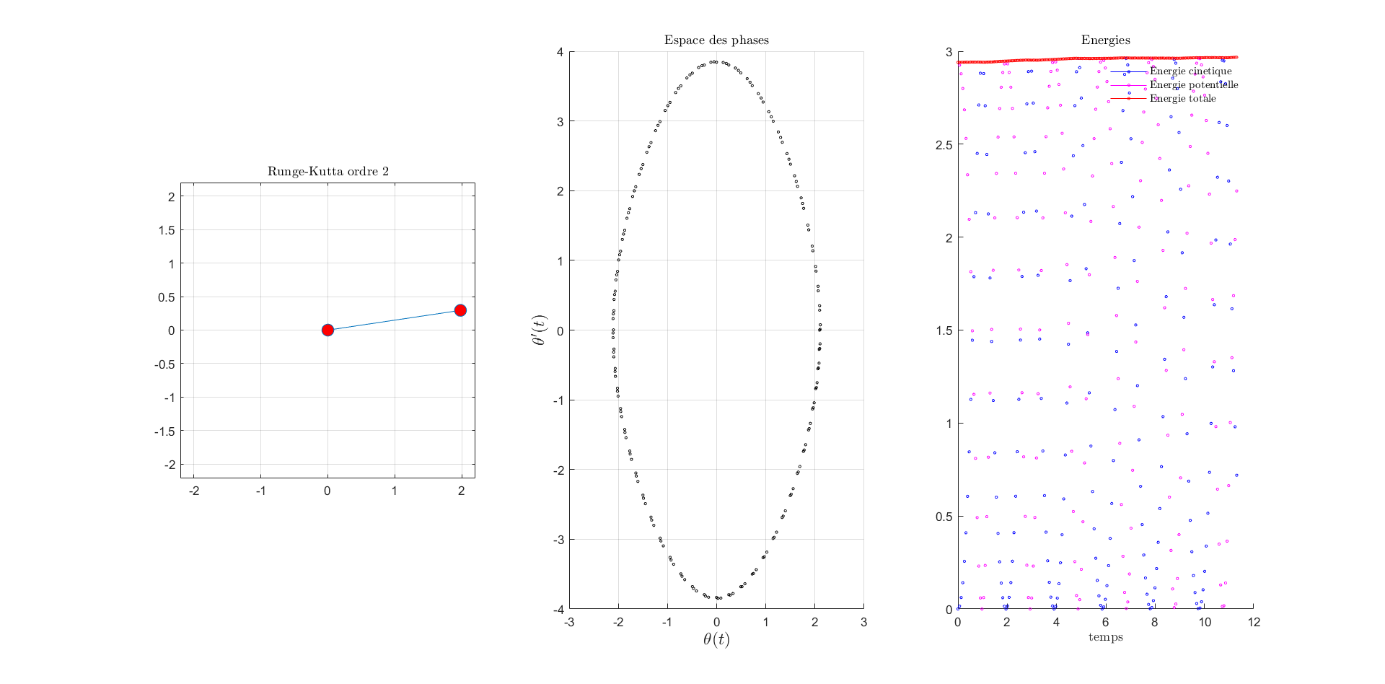 Runge-Kutta ordre 2
2
1.5
1
0.5
0
-0.5
-1
-1.5
-2
-2 -1 0 1 2
Espace des phases
4
3
2
1
0
-1
-2
-3
-4
θ′(t)
-3 -2 -1 0 1 2 3
θ(t)
Energies
3
2.5
2
1.5
1
0.5
0
Energie cinetique
Energie potentielle
Energie totale
0 2 4 6 8 10 12
temps